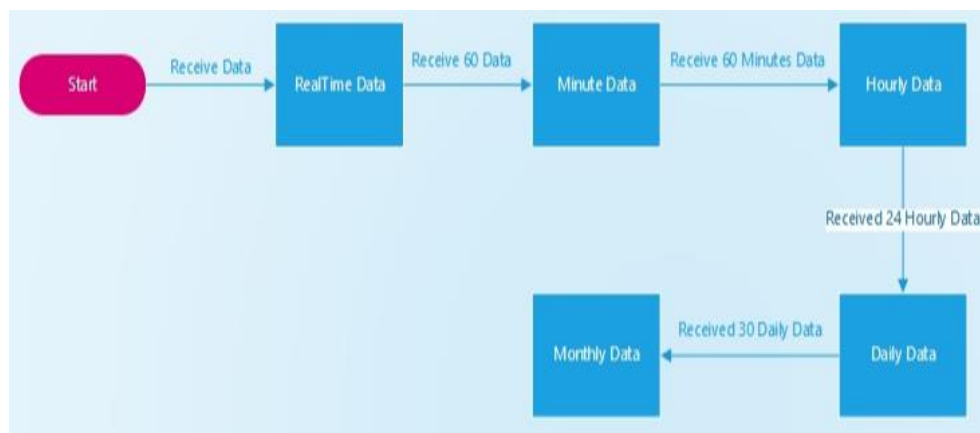 Start
Receive Data
RealTime Data
Receive 60 Data
Minute Data
Receive 60 Minutes Data
Hourly Data
Received 24 Hourly Data
Daily Data
Received 30 Daily Data
Monthly Data